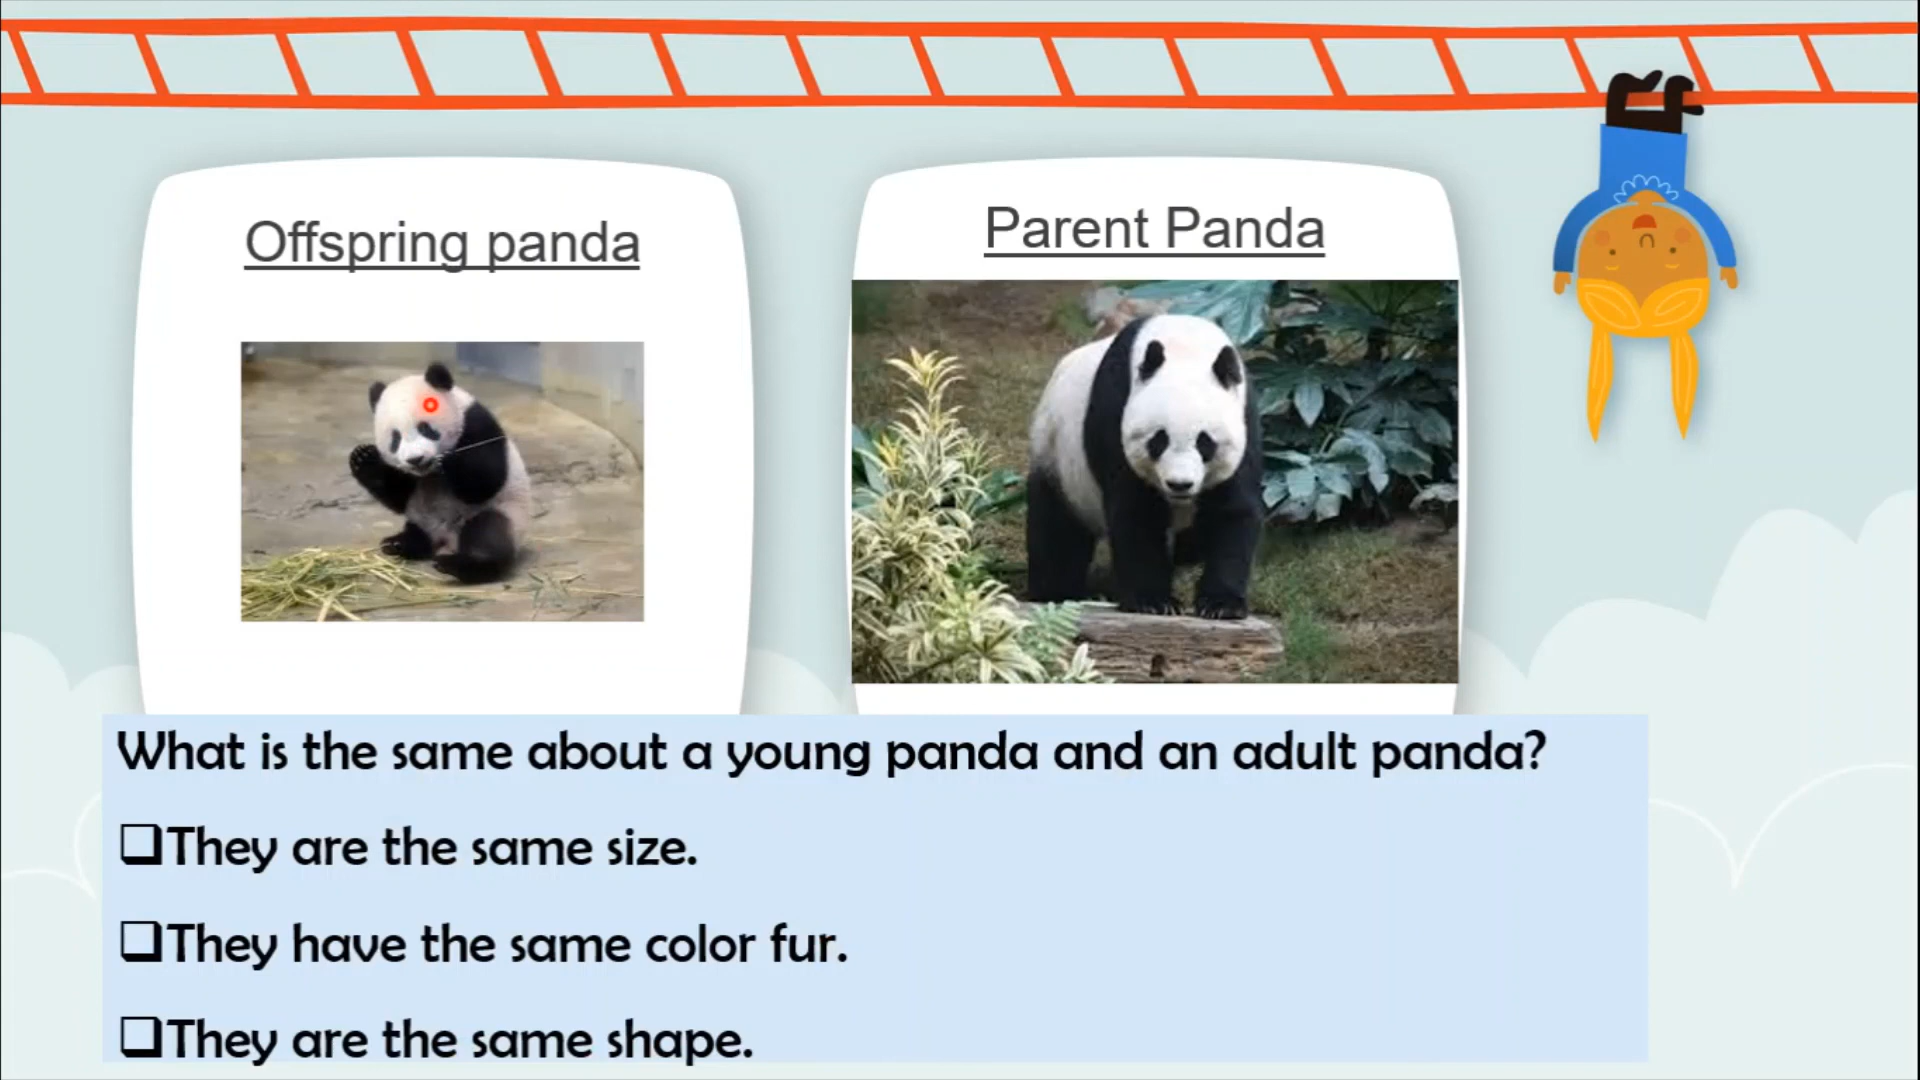 Offspring panda
Parent Panda
What is the same about a young panda and an adult panda?
❑They are the same size.
❑They have the same color fur.
❑They are the same shape.